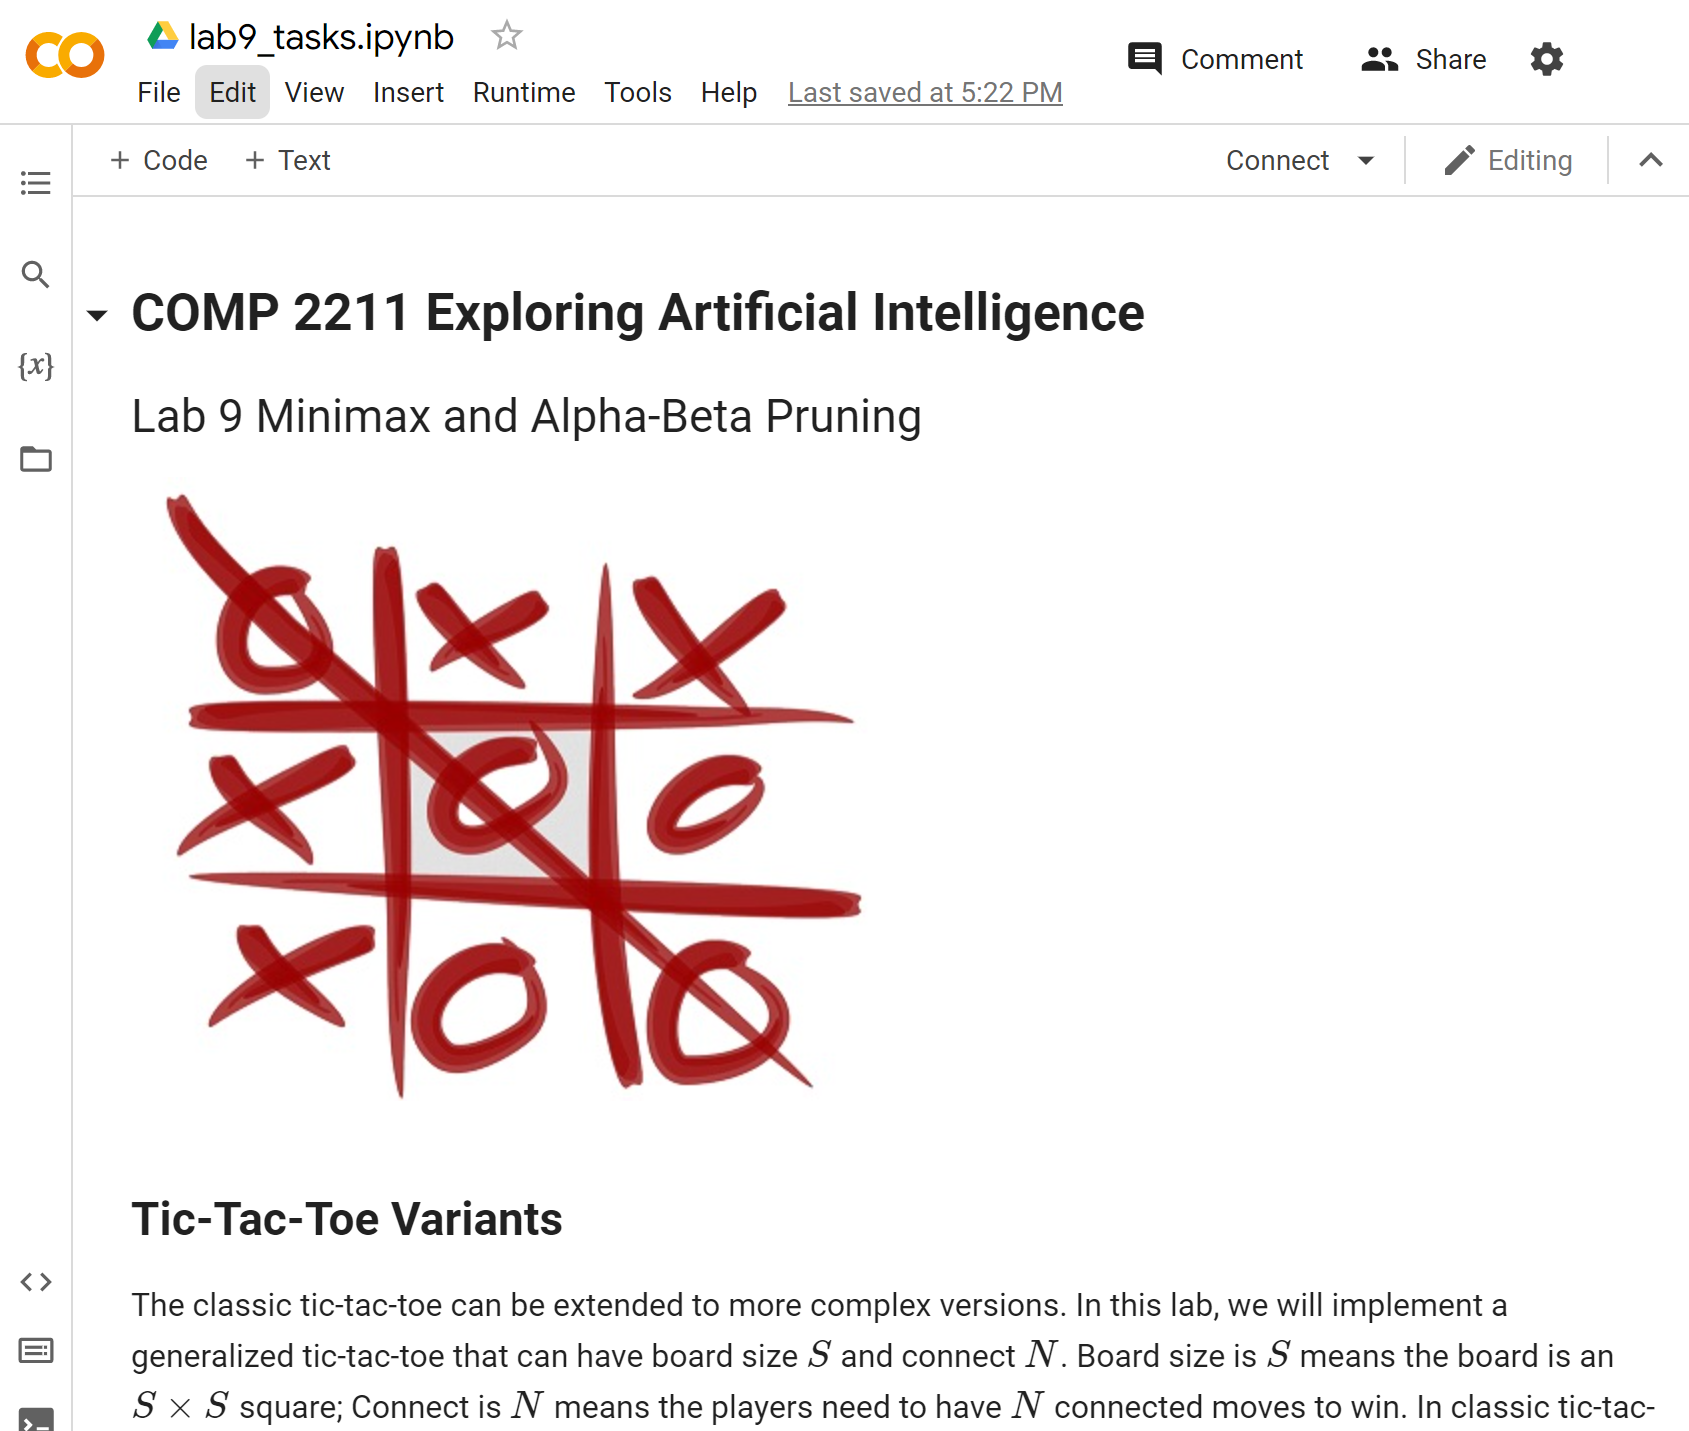 lab9_tasks.ipynb
Comment
Share
File Edit View Insert Runtime Tools Help Last saved at 5:22 PM
+ Code + Text
Connect
Editing
{x}
COMP 2211 Exploring Artificial Intelligence
Lab 9 Minimax and Alpha-Beta Pruning
O X X
X O O
X O O
Tic-Tac-Toe Variants
The classic tic-tac-toe can be extended to more complex versions. In this lab, we will implement a
generalized tic-tac-toe that can have board size S and connect N. Board size is S means the board is an
S × S square; Connect is N means the players need to have N connected moves to win. In classic tic-tac-